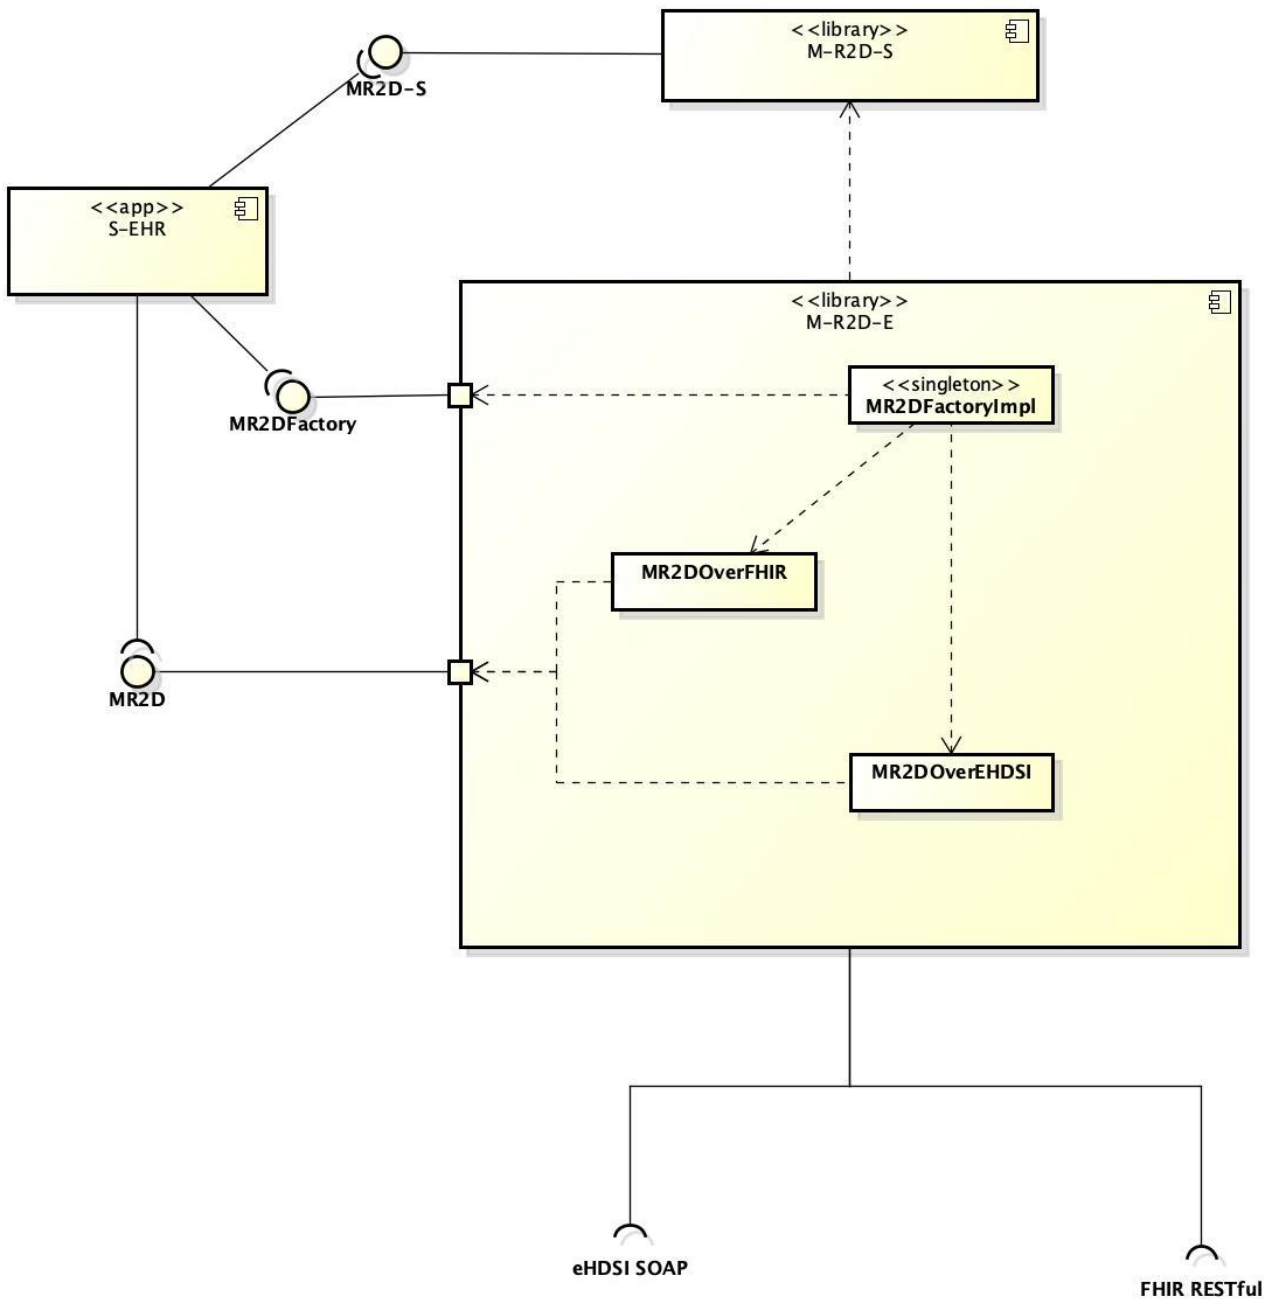 <<library>>
M-R2D-S
MR2D-S
<<app>>
S-EHR
<<library>>
M-R2D-E
<<singleton>>
MR2DFactoryImpl
MR2DFactory
MR2DOverFHIR
MR2D
MR2DOverEHDSI
eHDSI SOAP
FHIR RESTful